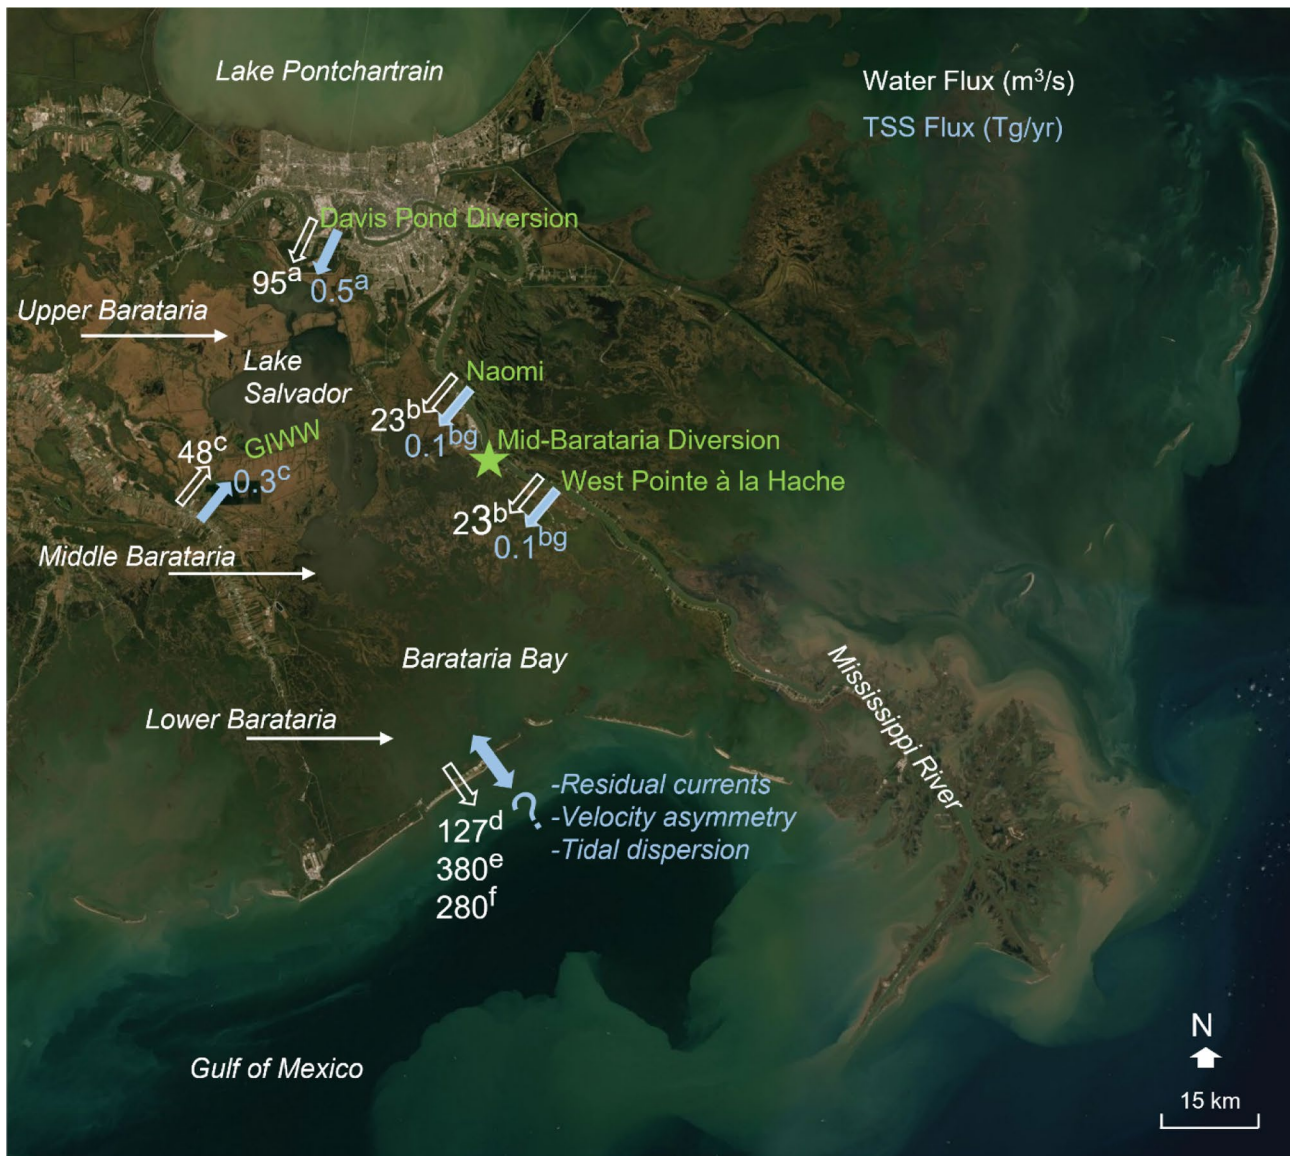 Lake Pontchartrain
Water Flux (m³/s)
TSS Flux (Tg/yr)
Davis Pond Diversion
95ᵃ
0.5ᵃ
Upper Barataria
Lake
Salvador
Naomi
23ᵇ
0.1ᵇᵍ
GIWW
48ᶜ
0.3ᶜ
Mid-Barataria Diversion
West Pointe à la Hache
23ᵇ
0.1ᵇᵍ
Middle Barataria
Barataria Bay
Mississippi River
Lower Barataria
?
-Residual currents
-Velocity asymmetry
-Tidal dispersion
127ᵈ
380ᵉ
280ᶠ
Gulf of Mexico
N
15 km